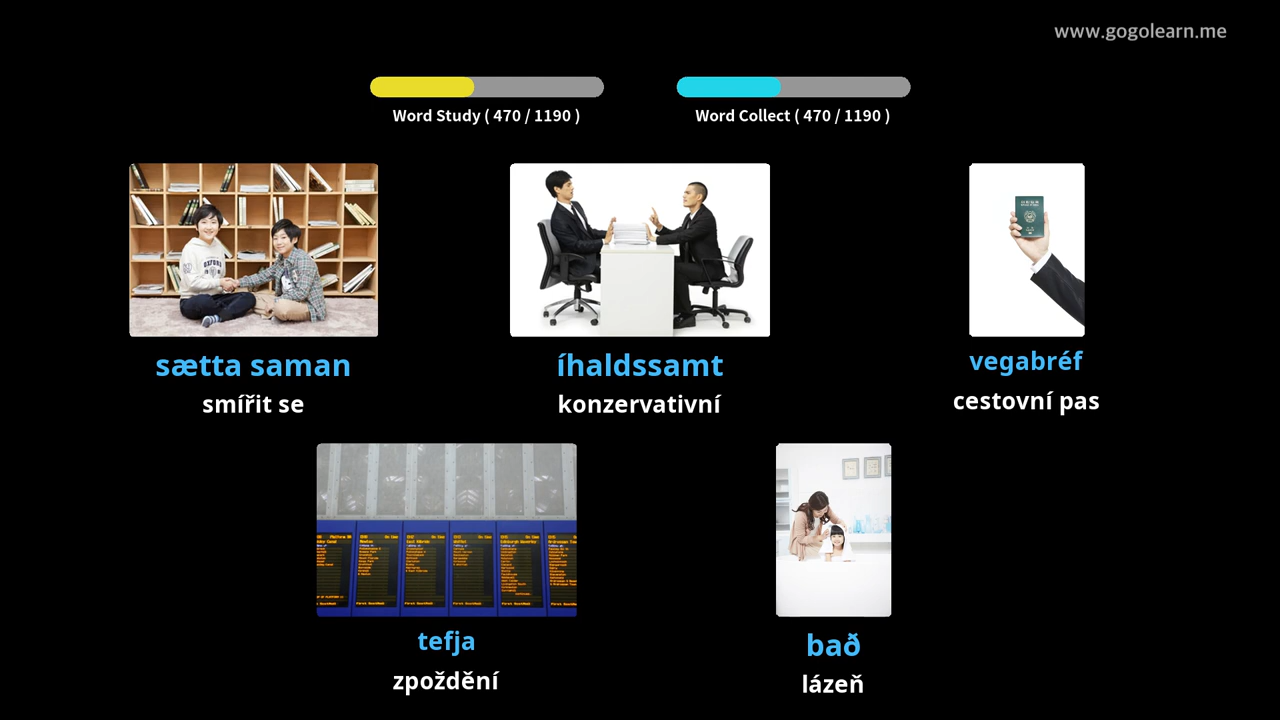 www.gogolearn.me
Word Study ( 470 / 1190 )
Word Collect ( 470 / 1190 )
sætta saman
smířit se
íhaldssamt
konzervativní
vegabréf
cestovní pas
tefja
zpoždění
bað
lázeň